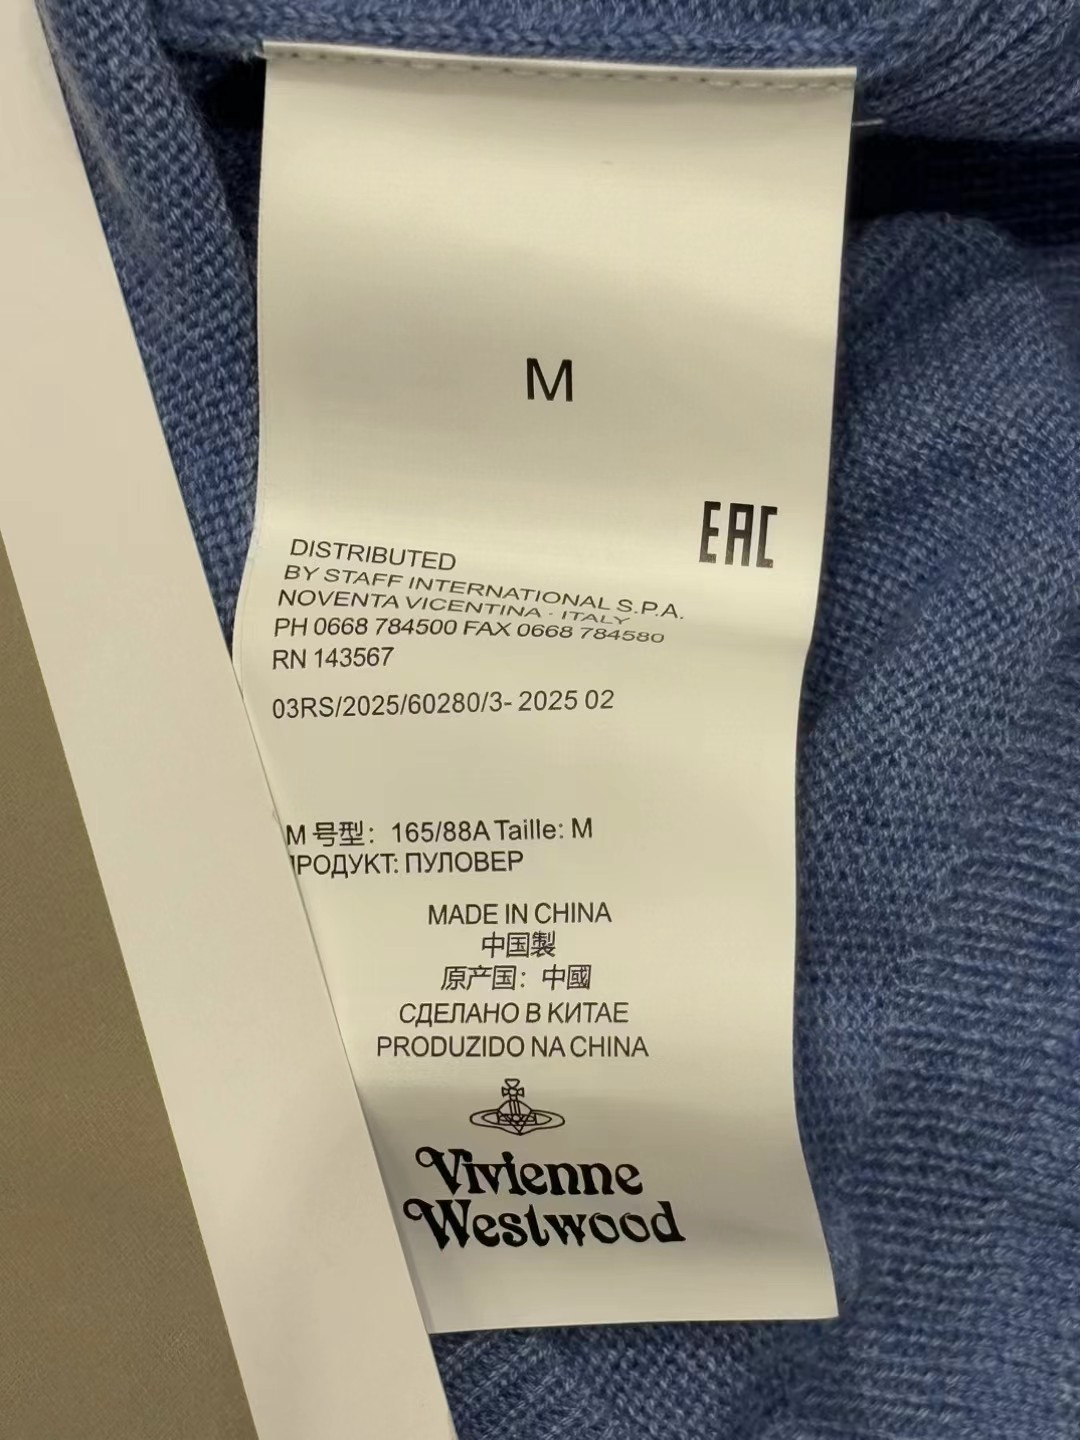 M
EAC
DISTRIBUTED
BY STAFF INTERNATIONAL S.P.A.
NOVENTA VICENTINA - ITALY
PH 0668 784500 FAX 0668 784580
RN 143567
03RS/2025/60280/3- 2025 02
M 号型：165/88A Taille: M
ПРОДУКТ: ПУЛОВЕР
MADE IN CHINA
中国製
原产国：中國
СДЕЛАНО В КИТАЕ
PRODUZIDO NA CHINA
Vivienne
Westwood